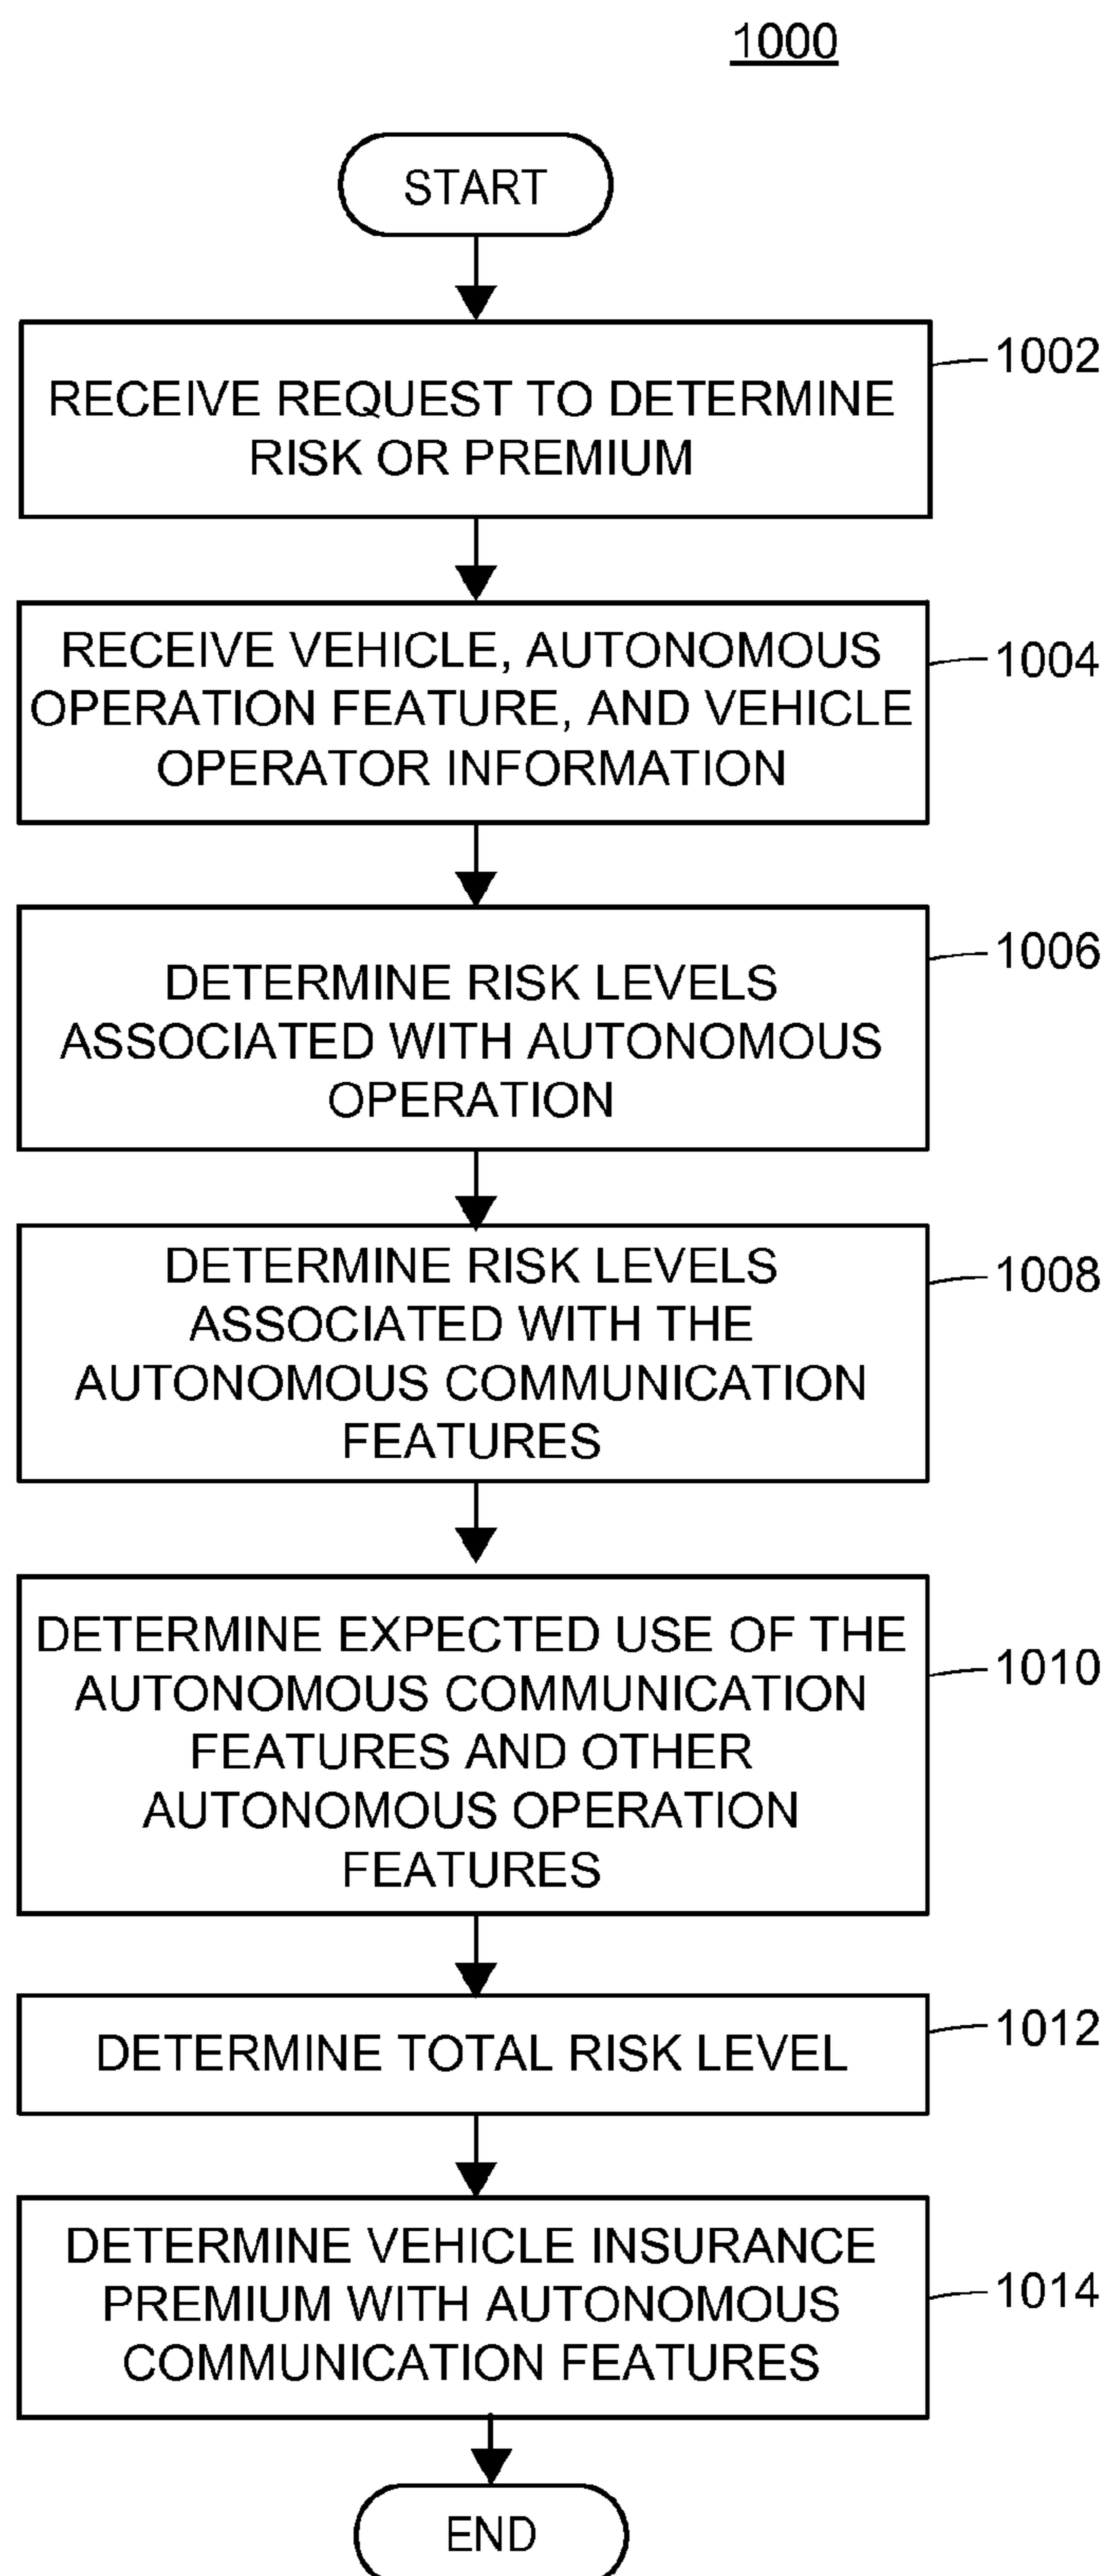 1000
START
RECEIVE REQUEST TO DETERMINE
RISK OR PREMIUM
1002
RECEIVE VEHICLE, AUTONOMOUS
OPERATION FEATURE, AND VEHICLE
OPERATOR INFORMATION
1004
DETERMINE RISK LEVELS
ASSOCIATED WITH AUTONOMOUS
OPERATION
1006
DETERMINE RISK LEVELS
ASSOCIATED WITH THE
AUTONOMOUS COMMUNICATION
FEATURES
1008
DETERMINE EXPECTED USE OF THE
AUTONOMOUS COMMUNICATION
FEATURES AND OTHER
AUTONOMOUS OPERATION
FEATURES
1010
DETERMINE TOTAL RISK LEVEL
1012
DETERMINE VEHICLE INSURANCE
PREMIUM WITH AUTONOMOUS
COMMUNICATION FEATURES
1014
END